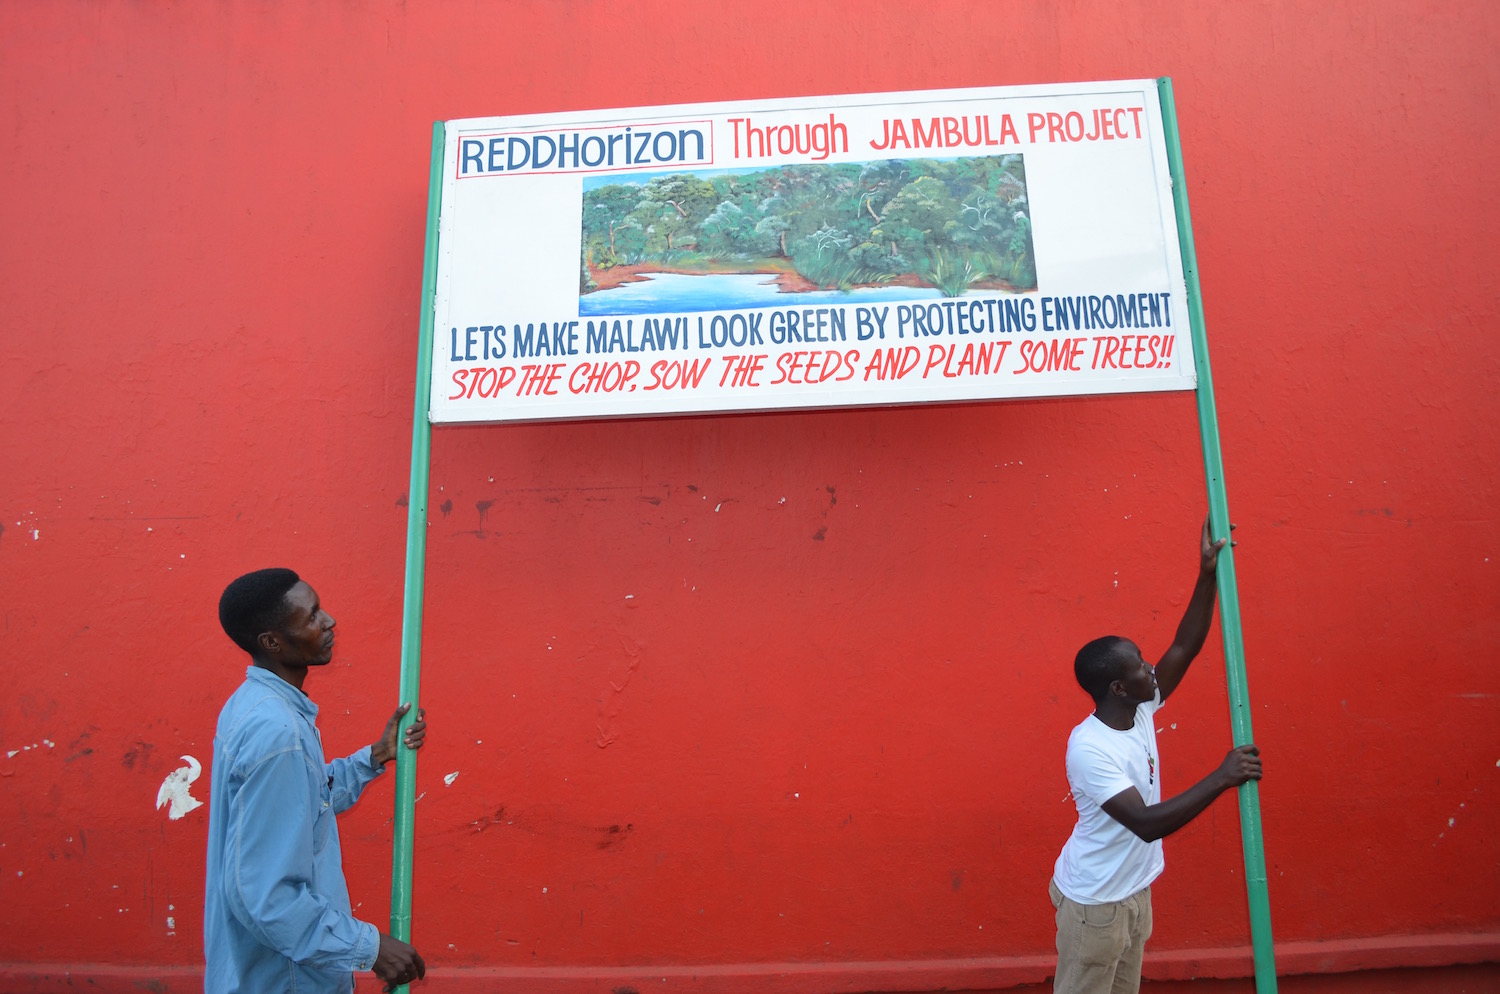 REDDHorizon Through JAMBULA PROJECT
LETS MAKE MALAWI LOOK GREEN BY PROTECTING ENVIROMENT
STOP THE CHOP, SOW THE SEEDS AND PLANT SOME TREES!!